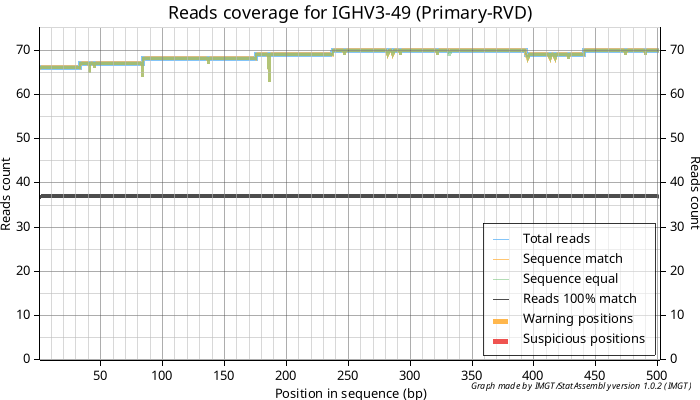 Reads coverage for IGHV3-49 (Primary-RVD)
70 70
60 60
50 50
40 40
30 30
20 20
10 10
0 0
Reads count
Reads count
Total reads
Sequence match
Sequence equal
Reads 100% match
Warning positions
Suspicious positions
50 100 150 200 250 300 350 400 450 500
Position in sequence (bp)
Graph made by IMGT/StatAssembly version 1.0.2 (IMGT)